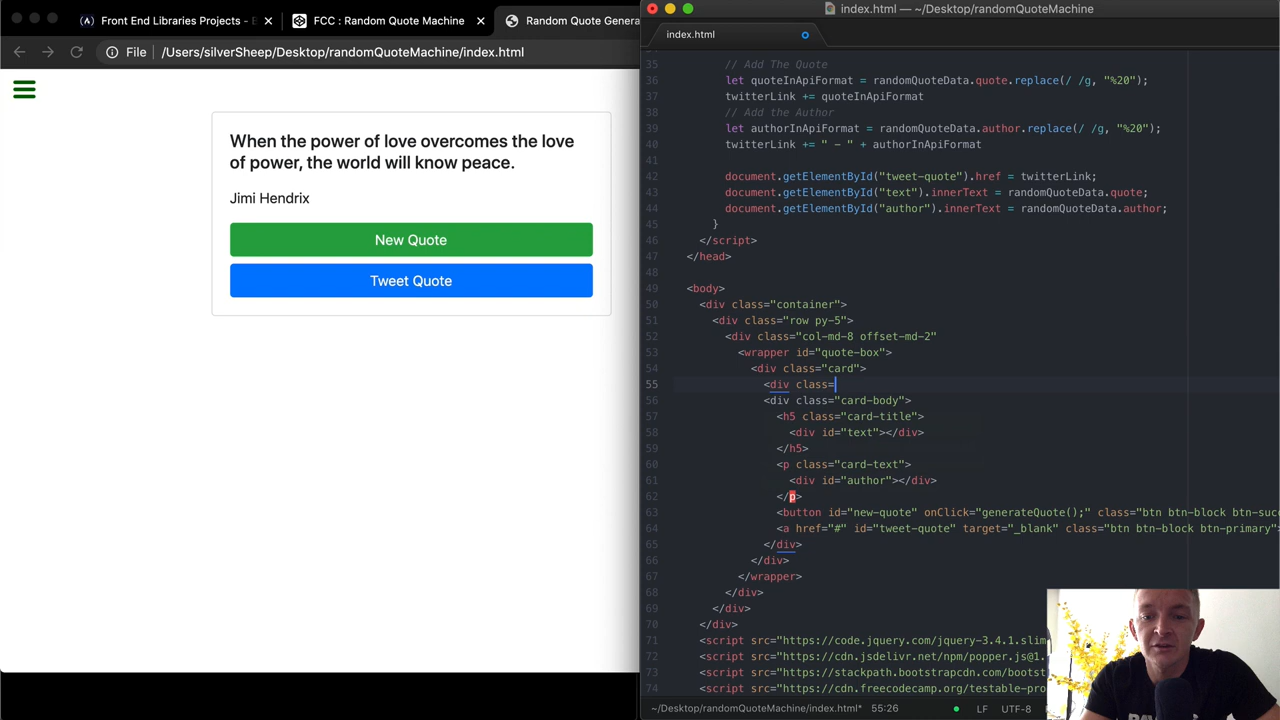 Front End Libraries Projects -
FCC : Random Quote Machine
Random Quote Genera
File /Users/silverSheep/Desktop/randomQuoteMachine/index.html
When the power of love overcomes the love
of power, the world will know peace.
Jimi Hendrix
New Quote
Tweet Quote
index.html — ~/Desktop/randomQuoteMachine
index.html
35 // Add The Quote
36 let quoteInApiFormat = randomQuoteData.quote.replace(/ /g, "%20");
37 twitterLink += quoteInApiFormat
38 // Add the Author
39 let authorInApiFormat = randomQuoteData.author.replace(/ /g, "%20");
40 twitterLink += " - " + authorInApiFormat
41
42 document.getElementById("tweet-quote").href = twitterLink;
43 document.getElementById("text").innerText = randomQuoteData.quote;
44 document.getElementById("author").innerText = randomQuoteData.author;
45 }
46 </script>
47 </head>
48
49 <body>
50 <div class="container">
51 <div class="row py-5">
52 <div class="col-md-8 offset-md-2"
53 <wrapper id="quote-box">
54 <div class="card">
55 <div class=
56 <div class="card-body">
57 <h5 class="card-title">
58 <div id="text"></div>
59 </h5>
60 <p class="card-text">
61 <div id="author"></div>
62 </p>
63 <button id="new-quote" onClick="generateQuote();" class="btn btn-block btn-suc
64 <a href="#" id="tweet-quote" target="_blank" class="btn btn-block btn-primary">
65 </div>
66 </div>
67 </wrapper>
68 </div>
69 </div>
70 </div>
71 <script src="https://code.jquery.com/jquery-3.4.1.slim
72 <script src="https://cdn.jsdelivr.net/npm/popper.js@1.
73 <script src="https://stackpath.bootstrapcdn.com/bootst
74 <script src="https://cdn.freecodecamp.org/testable-pro
~/Desktop/randomQuoteMachine/index.html* 55:26 LF UTF-8